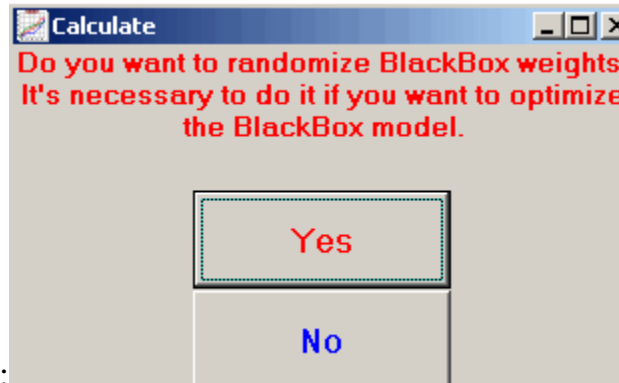 Calculate
Do you want to randomize BlackBox weights
It's necessary to do it if you want to optimize
the BlackBox model.
Yes
No
: